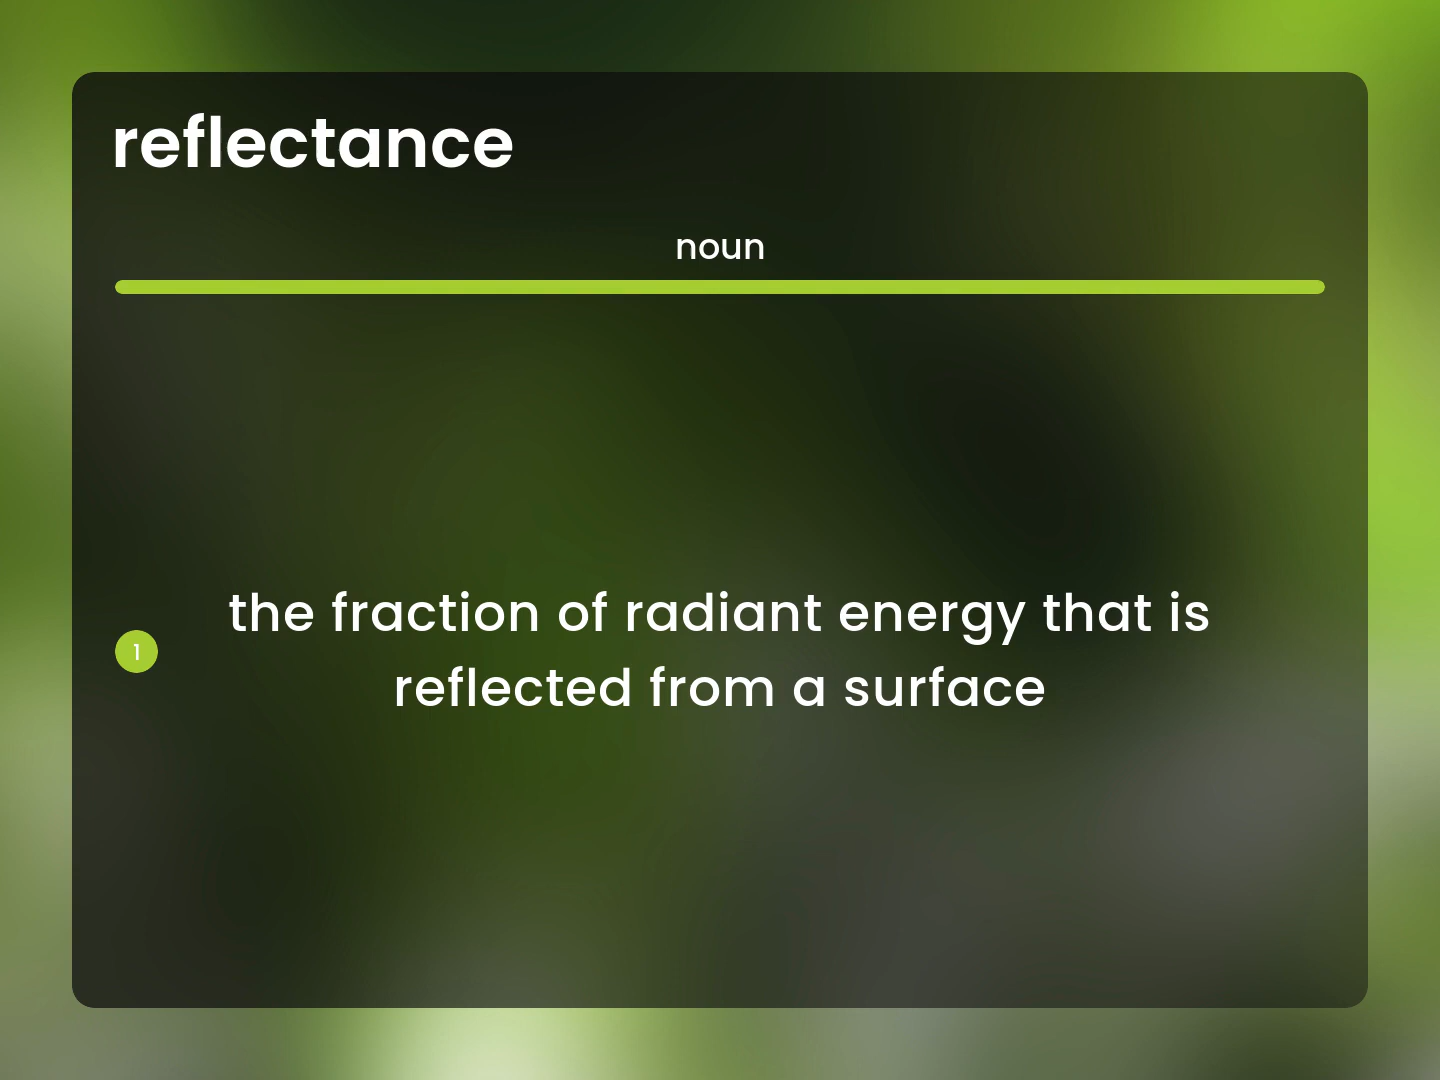 reflectance
noun
1
the fraction of radiant energy that is
reflected from a surface